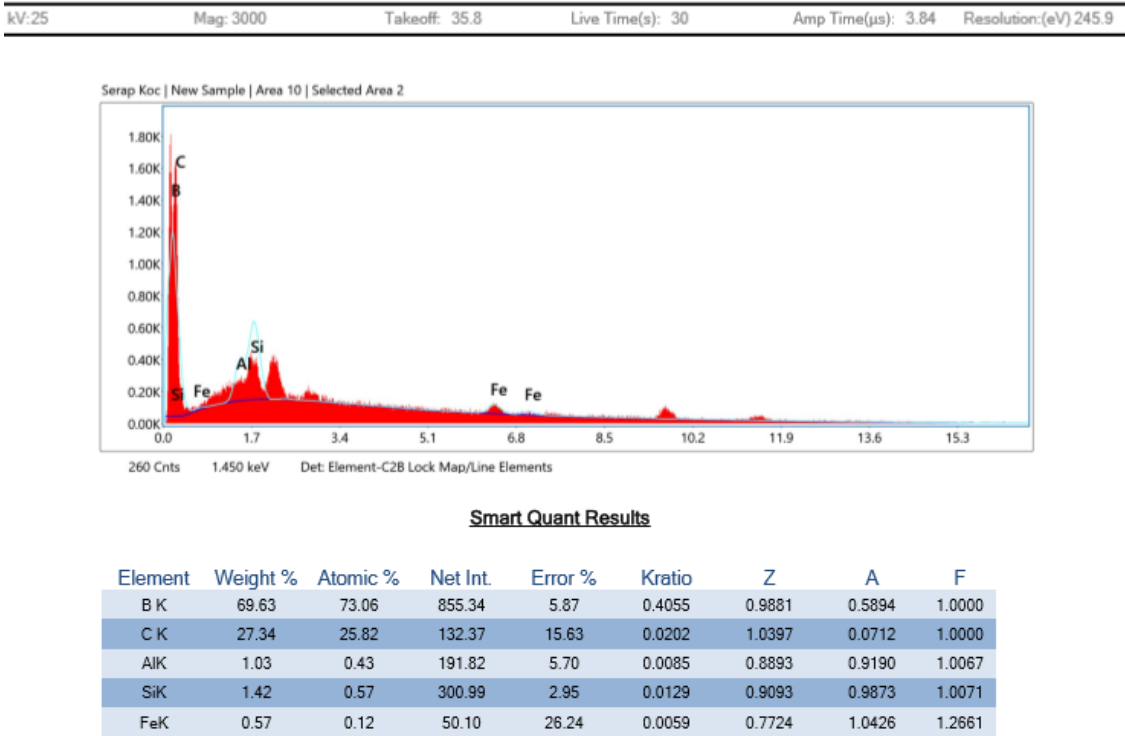 kV:25 Mag: 3000 Takeoff: 35.8 Live Time(s): 30 Amp Time(µs): 3.84 Resolution:(eV) 245.9
Serap Koc | New Sample | Area 10 | Selected Area 2
1.80K
1.60K
1.40K
1.20K
1.00K
0.80K
0.60K
0.40K
0.20K
0.00K
C
B
Si
Al
Si Fe
Fe Fe
0.0 1.7 3.4 5.1 6.8 8.5 10.2 11.9 13.6 15.3
260 Cnts 1.450 keV Det: Element-C2B Lock Map/Line Elements
Smart Quant Results
Element Weight % Atomic % Net Int. Error % Kratio Z A F
B K 69.63 73.06 855.34 5.87 0.4055 0.9881 0.5894 1.0000
C K 27.34 25.82 132.37 15.63 0.0202 1.0397 0.0712 1.0000
AlK 1.03 0.43 191.82 5.70 0.0085 0.8893 0.9190 1.0067
SiK 1.42 0.57 300.99 2.95 0.0129 0.9093 0.9873 1.0071
FeK 0.57 0.12 50.10 26.24 0.0059 0.7724 1.0426 1.2661